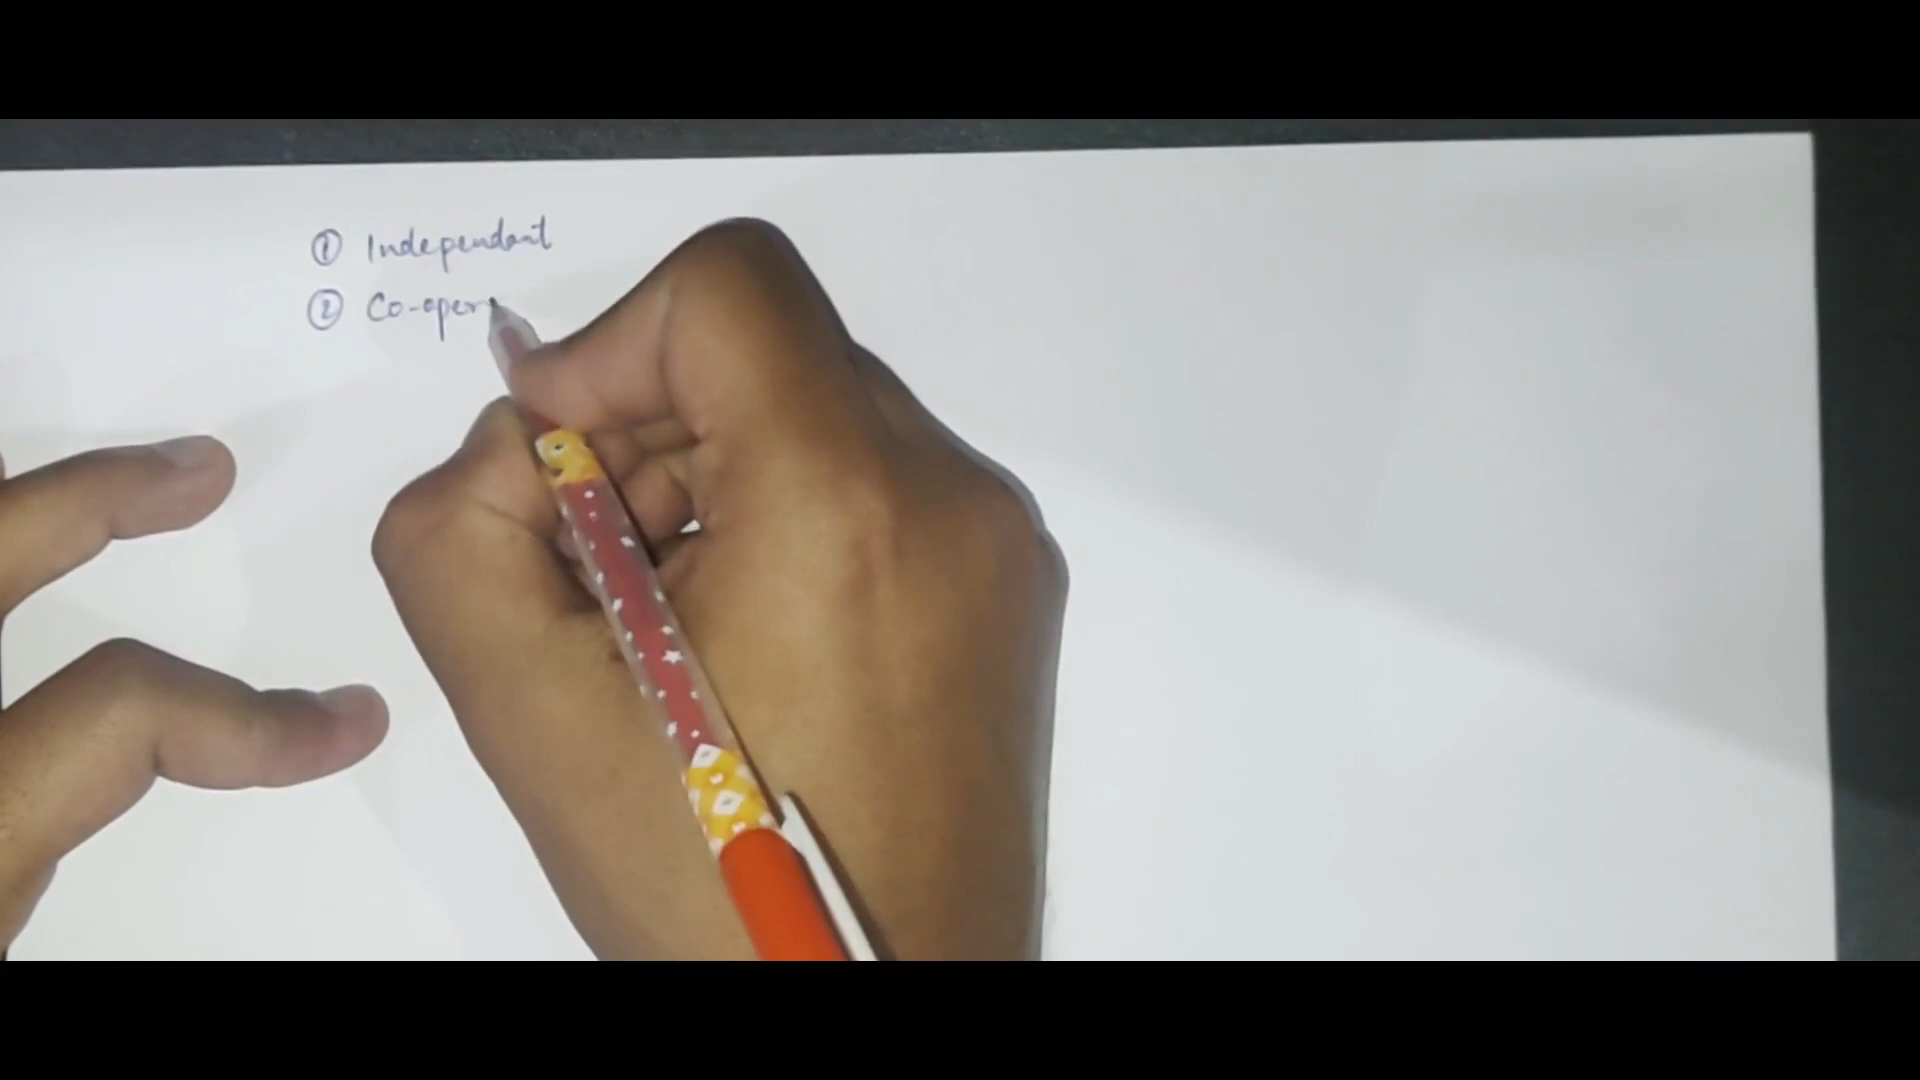 ① Independant
② Co-oper